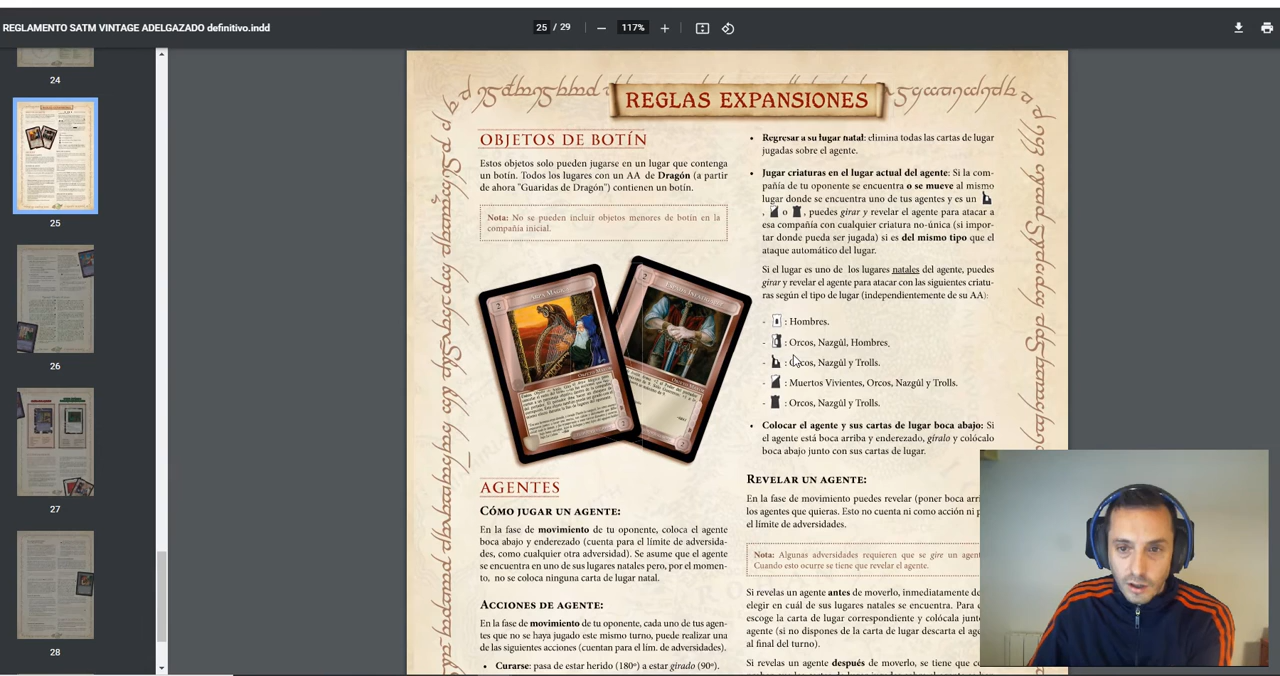 REGLAMENTO SATM VINTAGE ADELGAZADO definitivo.indd
25 / 29
117%
24
25
26
27
28
REGLAS EXPANSIONES
OBJETOS DE BOTÍN
Estos objetos solo pueden jugarse en un lugar que contenga
un botín. Todos los lugares con un AA de Dragón (a partir
de ahora "Guaridas de Dragón") contienen un botín.
Nota: No se pueden incluir objetos menores de botín en la
compañía inicial.
2
2
AGENTES
CÓMO JUGAR UN AGENTE:
En la fase de movimiento de tu oponente, coloca el agente
boca abajo y enderezado (cuenta para el límite de adversida-
des, como cualquier otra adversidad). Se asume que el agente
se encuentra en uno de sus lugares natales pero, por el momen-
to, no se coloca ninguna carta de lugar natal.
ACCIONES DE AGENTE:
En la fase de movimiento de tu oponente, cada uno de tus agen-
tes que no se haya jugado este mismo turno, puede realizar una
de las siguientes acciones (cuentan para el lím. de adversidades).
• Curarse: pasa de estar herido (180º) a estar girado (90º).
• Regresar a su lugar natal: elimina todas las cartas de lugar
jugadas sobre el agente.
• Jugar criaturas en el lugar actual del agente: Si la com-
pañía de tu oponente se encuentra o se mueve al mismo
lugar donde se encuentra uno de tus agentes y es un
, o , puedes girar y revelar el agente para atacar a
esa compañía con cualquier criatura no-única (si impor-
tar donde pueda ser jugada) si es del mismo tipo que el
ataque automático del lugar.
Si el lugar es uno de los lugares natales del agente, puedes
girar y revelar el agente para atacar con las siguientes criatu-
ras según el tipo de lugar (independientemente de su AA):
- : Hombres.
- : Orcos, Nazgûl, Hombres.
- : Orcos, Nazgûl y Trolls.
- : Muertos Vivientes, Orcos, Nazgûl y Trolls.
- : Orcos, Nazgûl y Trolls.
• Colocar el agente y sus cartas de lugar boca abajo: Si
el agente está boca arriba y enderezado, gíralo y colócalo
boca abajo junto con sus cartas de lugar.
REVELAR UN AGENTE:
En la fase de movimiento puedes revelar (poner boca arri
los agentes que quieras. Esto no cuenta ni como acción ni p
el límite de adversidades.
Nota: Algunas adversidades requieren que se gire un agen
Cuando esto ocurre se tiene que revelar el agente.
Si revelas un agente antes de moverlo, inmediatamente de
elegir en cuál de sus lugares natales se encuentra. Para
escoge la carta de lugar correspondiente y colócala junt
agente (si no dispones de la carta de lugar descarta el age
al final del turno).
Si revelas un agente después de moverlo, se tiene que c